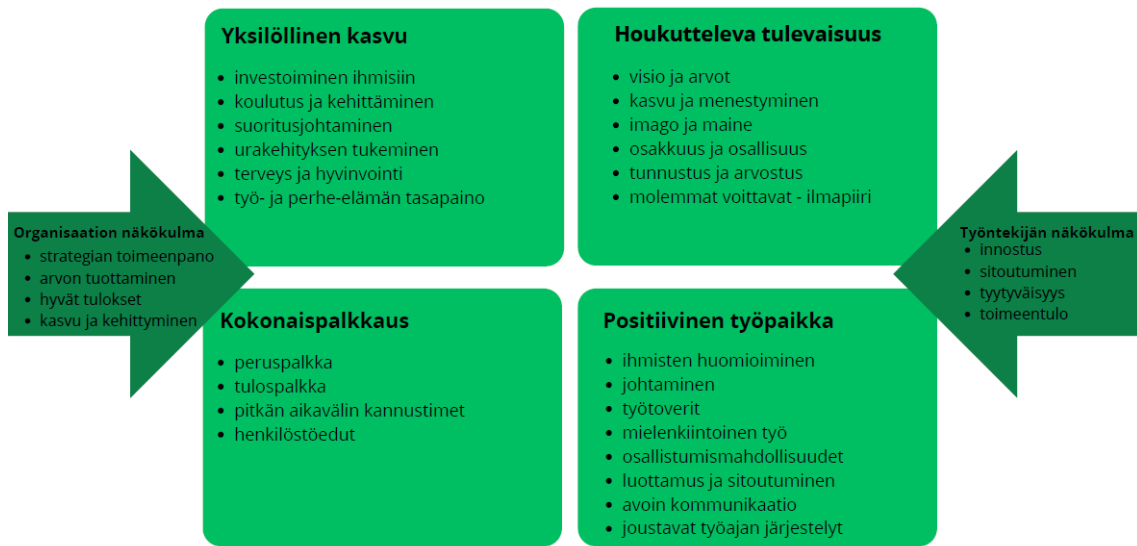 Yksilöllinen kasvu
• investoiminen ihmisiin
• koulutus ja kehittäminen
• suoritusjohtaminen
• urakehityksen tukeminen
• terveys ja hyvinvointi
• työ- ja perhe-elämän tasapaino
Houkutteleva tulevaisuus
• visio ja arvot
• kasvu ja menestyminen
• imago ja maine
• osakkuus ja osallisuus
• tunnustus ja arvostus
• molemmat voittavat - ilmapiiri
Organisaation näkökulma
• strategian toimeenpano
• arvon tuottaminen
• hyvät tulokset
• kasvu ja kehittyminen
Työntekijän näkökulma
• innostus
• sitoutuminen
• tyytyväisyys
• toimeentulo
Kokonaispalkkaus
• peruspalkka
• tulospalkka
• pitkän aikavälin kannustimet
• henkilöstöedut
Positiivinen työpaikka
• ihmisten huomioiminen
• johtaminen
• työtoverit
• mielenkiintoinen työ
• osallistumismahdollisuudet
• luottamus ja sitoutuminen
• avoin kommunikaatio
• joustavat työajan järjestelyt